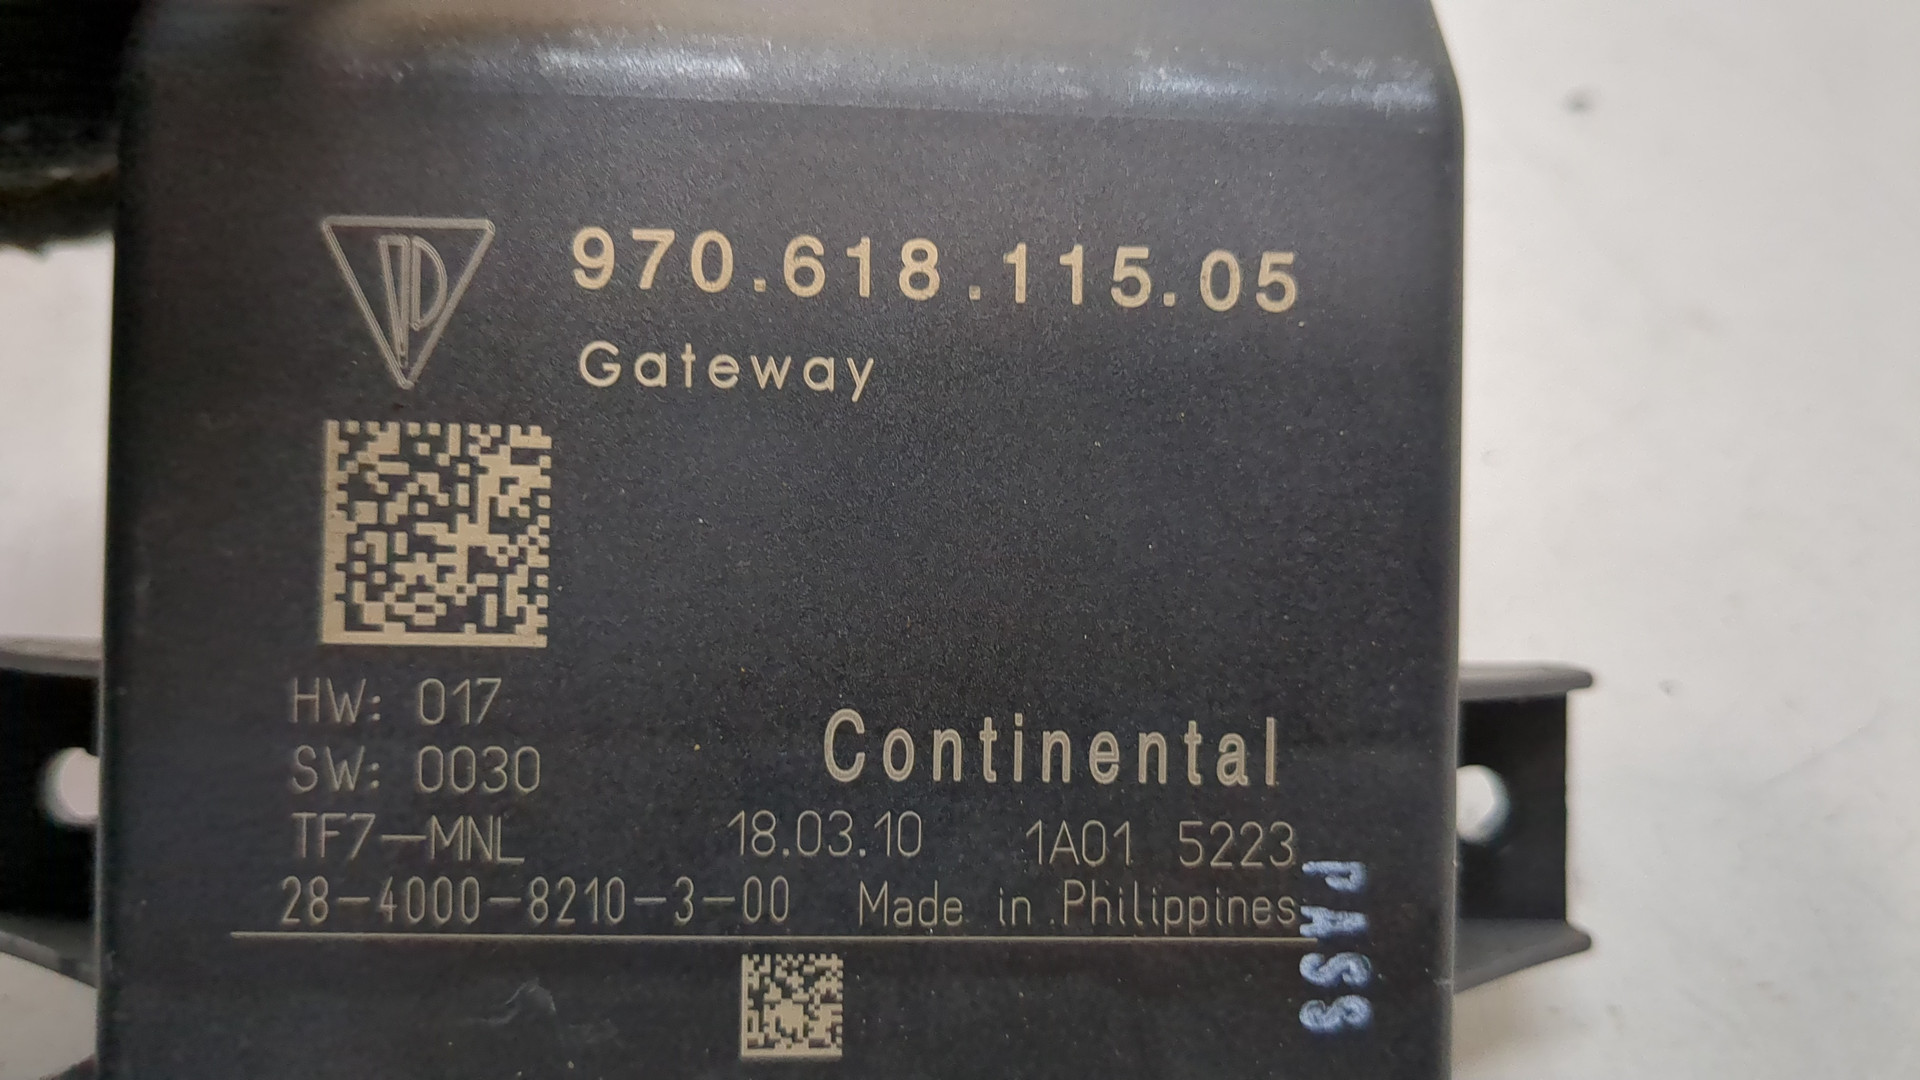 970.618.115.05
Gateway
HW: 017
SW: 0030
Continental
TF7-MNL 18.03.10 1A01 5223
28-4000-8210-3-00 Made in Philippines
PASS